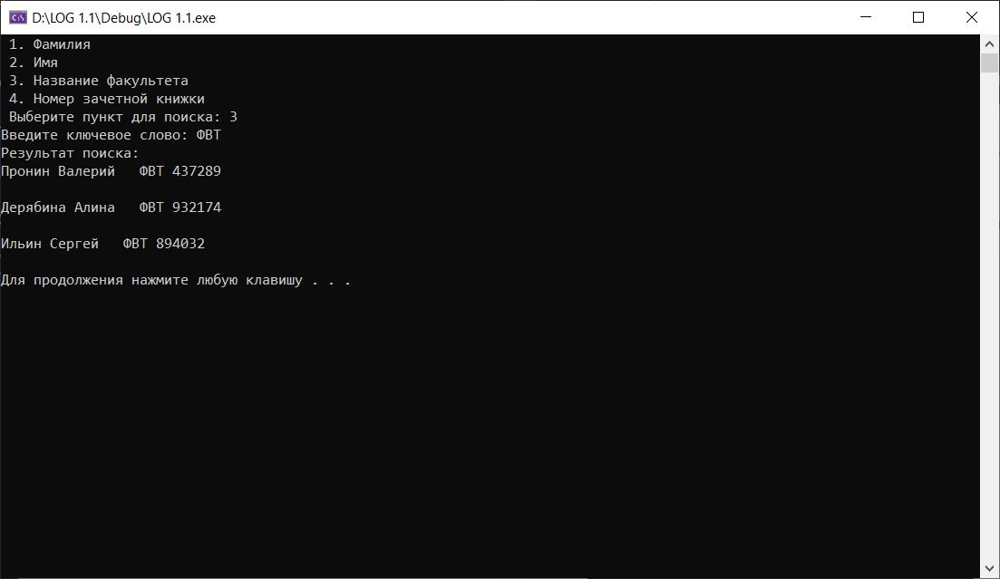 D:\LOG 1.1\Debug\LOG 1.1.exe
1. Фамилия
2. Имя
3. Название факультета
4. Номер зачетной книжки
Выберите пункт для поиска: 3
Введите ключевое слово: ФВТ
Результат поиска:
Пронин Валерий   ФВТ 437289
Дерябина Алина   ФВТ 932174
Ильин Сергей   ФВТ 894032
Для продолжения нажмите любую клавишу . . .